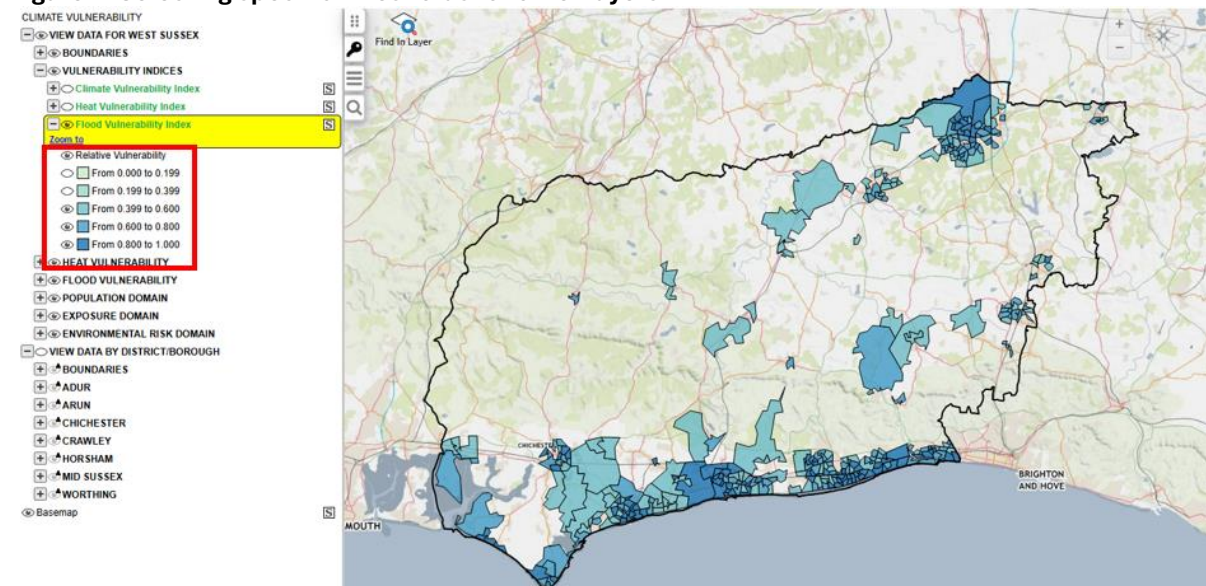 CLIMATE VULNERABILITY
VIEW DATA FOR WEST SUSSEX
BOUNDARIES
VULNERABILITY INDICES
Climate Vulnerability Index S
Heat Vulnerability Index S
Flood Vulnerability Index S
Zoom to
Relative Vulnerability
From 0.000 to 0.199
From 0.199 to 0.399
From 0.399 to 0.600
From 0.600 to 0.800
From 0.800 to 1.000
HEAT VULNERABILITY
FLOOD VULNERABILITY
POPULATION DOMAIN
EXPOSURE DOMAIN
ENVIRONMENTAL RISK DOMAIN
VIEW DATA BY DISTRICT/BOROUGH
BOUNDARIES
ADUR
ARUN
CHICHESTER
CRAWLEY
HORSHAM
MID SUSSEX
WORTHING
Basemap S
Find In Layer
CHICHESTER
BRIGHTON
AND HOVE
MOUTH